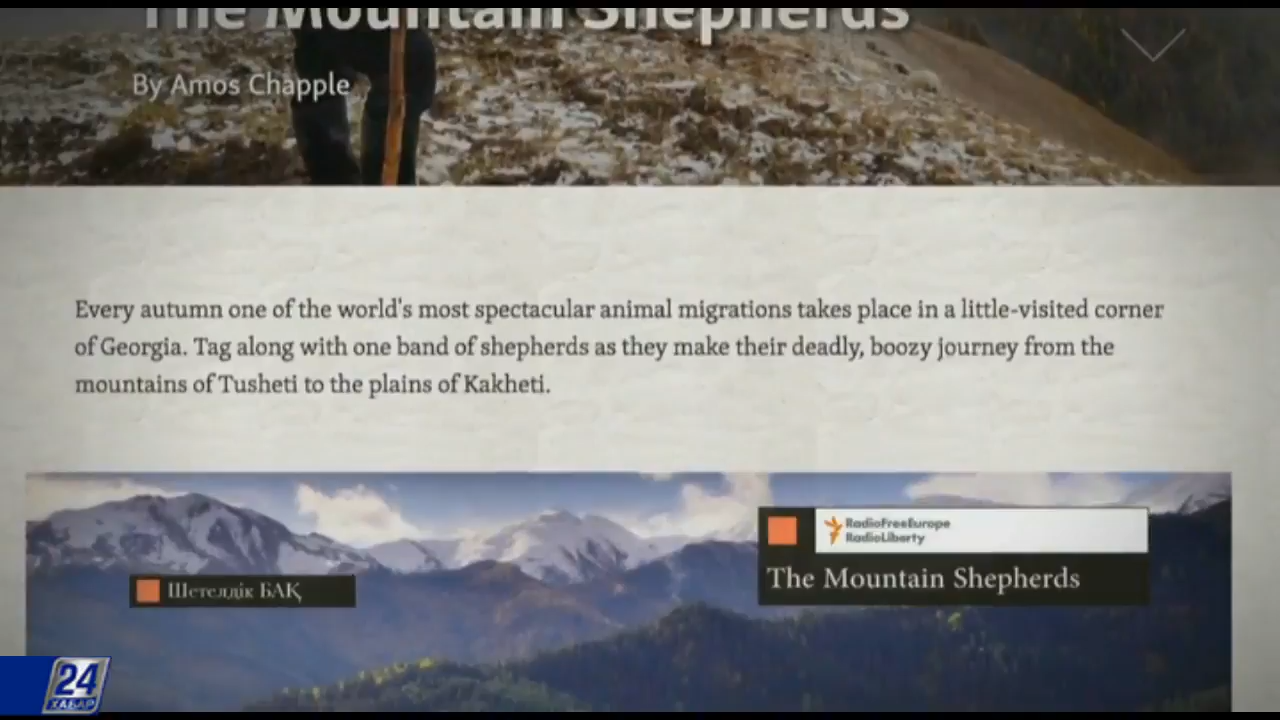 The Mountain Shepherds
By Amos Chapple
Every autumn one of the world's most spectacular animal migrations takes place in a little-visited corner
of Georgia. Tag along with one band of shepherds as they make their deadly, boozy journey from the
mountains of Tusheti to the plains of Kakheti.
RadioFreeEurope
RadioLiberty
The Mountain Shepherds
Шетелдік БАҚ
24
ХАБАР